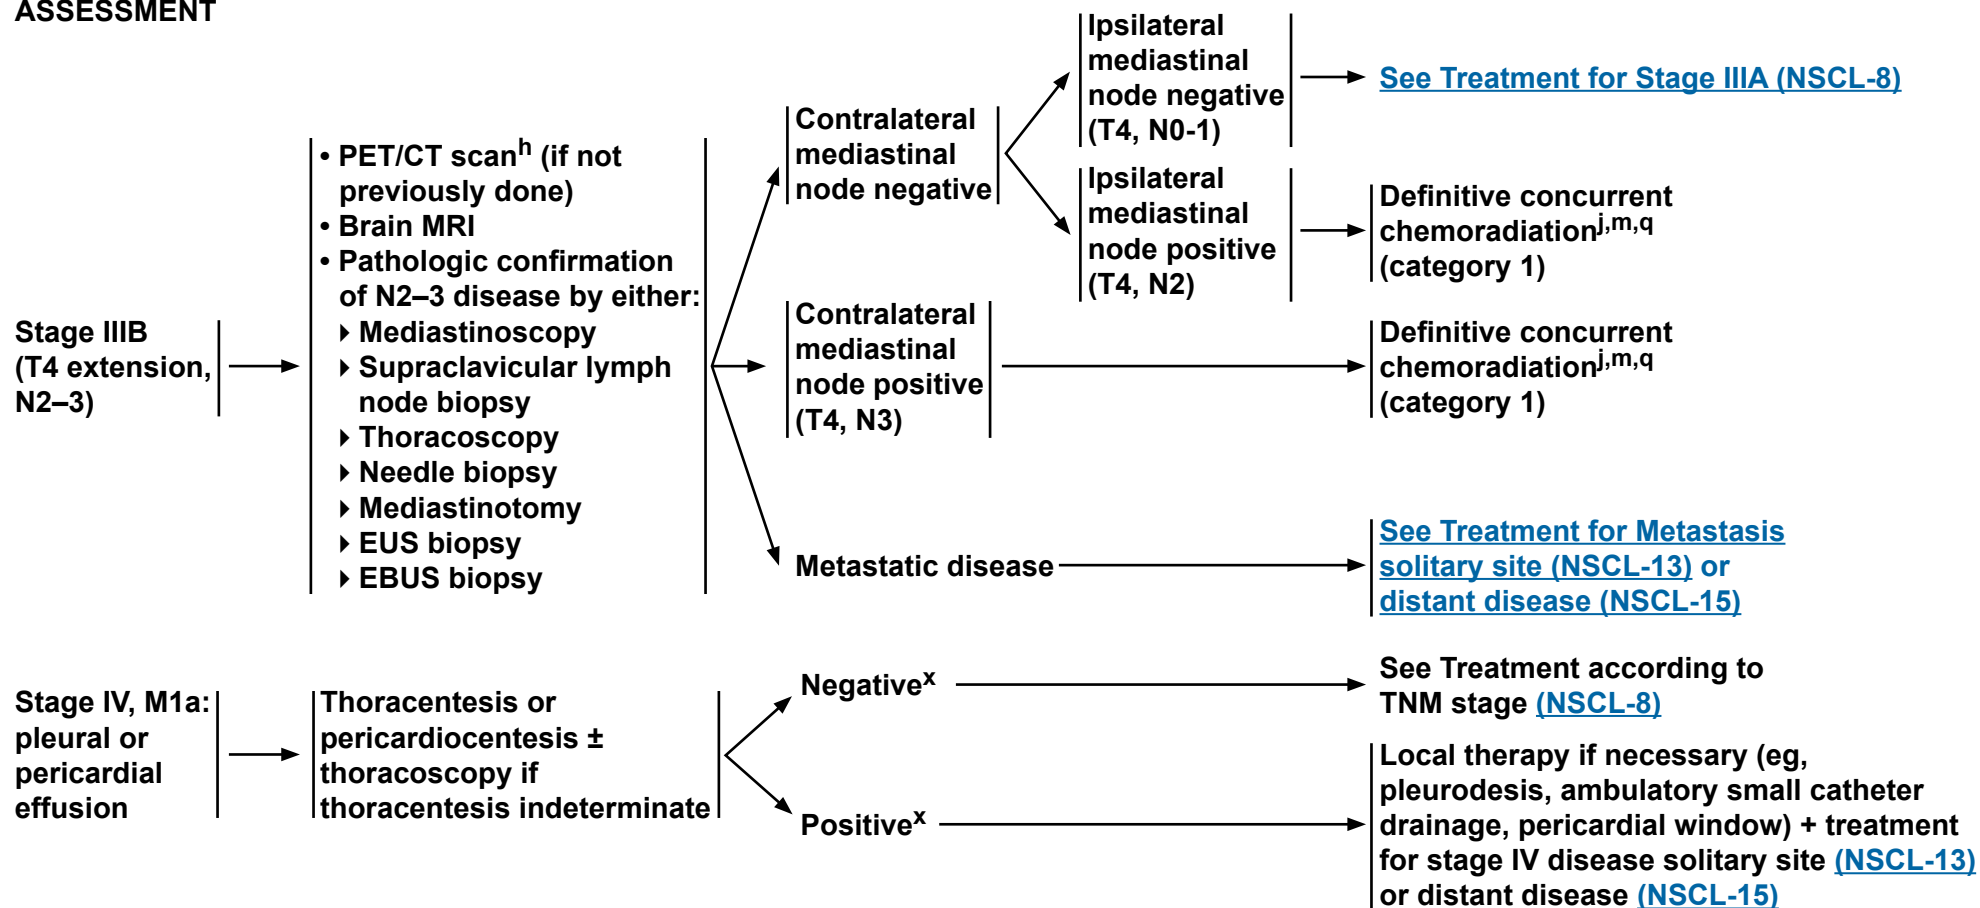 ASSESSMENT
Stage IIIB
(T4 extension,
N2–3)
• PET/CT scanh (if not
previously done)
• Brain MRI
• Pathologic confirmation
of N2–3 disease by either:
Mediastinoscopy
Supraclavicular lymph
node biopsy
Thoracoscopy
Needle biopsy
Mediastinotomy
EUS biopsy
EBUS biopsy
Contralateral
mediastinal
node negative
Ipsilateral
mediastinal
node negative
(T4, N0-1)
See Treatment for Stage IIIA (NSCL-8)
Ipsilateral
mediastinal
node positive
(T4, N2)
Definitive concurrent
chemoradiationj,m,q
(category 1)
Contralateral
mediastinal
node positive
(T4, N3)
Definitive concurrent
chemoradiationj,m,q
(category 1)
Metastatic disease
See Treatment for Metastasis
solitary site (NSCL-13) or
distant disease (NSCL-15)
Stage IV, M1a:
pleural or
pericardial
effusion
Thoracentesis or
pericardiocentesis ±
thoracoscopy if
thoracentesis indeterminate
Negativex
See Treatment according to
TNM stage (NSCL-8)
Positivex
Local therapy if necessary (eg,
pleurodesis, ambulatory small catheter
drainage, pericardial window) + treatment
for stage IV disease solitary site (NSCL-13)
or distant disease (NSCL-15)